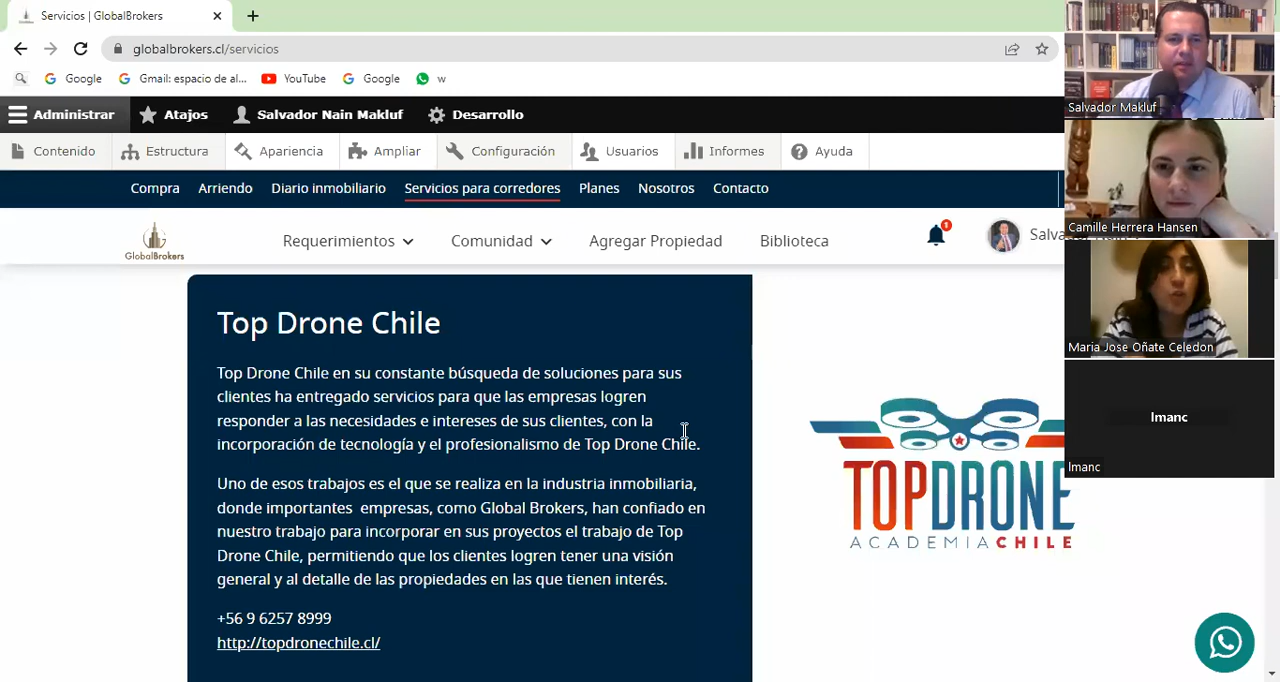 Servicios | GlobalBrokers
globalbrokers.cl/servicios
Google
Gmail: espacio de al...
YouTube
Google
w
Administrar
Atajos
Salvador Nain Makluf
Desarrollo
Contenido
Estructura
Apariencia
Ampliar
Configuración
Usuarios
Informes
Ayuda
Compra
Arriendo
Diario inmobiliario
Servicios para corredores
Planes
Nosotros
Contacto
GlobalBrokers
Requerimientos
Comunidad
Agregar Propiedad
Biblioteca
1
Top Drone Chile
Top Drone Chile en su constante búsqueda de soluciones para sus
clientes ha entregado servicios para que las empresas logren
responder a las necesidades e intereses de sus clientes, con la
incorporación de tecnología y el profesionalismo de Top Drone Chile.
Uno de esos trabajos es el que se realiza en la industria inmobiliaria,
donde importantes empresas, como Global Brokers, han confiado en
nuestro trabajo para incorporar en sus proyectos el trabajo de Top
Drone Chile, permitiendo que los clientes logren tener una visión
general y al detalle de las propiedades en las que tienen interés.
+56 9 6257 8999
http://topdronechile.cl/
TOPDRONE
ACADEMIACHILE
Salvador Makluf
Camille Herrera Hansen
Maria Jose Oñate Celedon
lmanc
lmanc